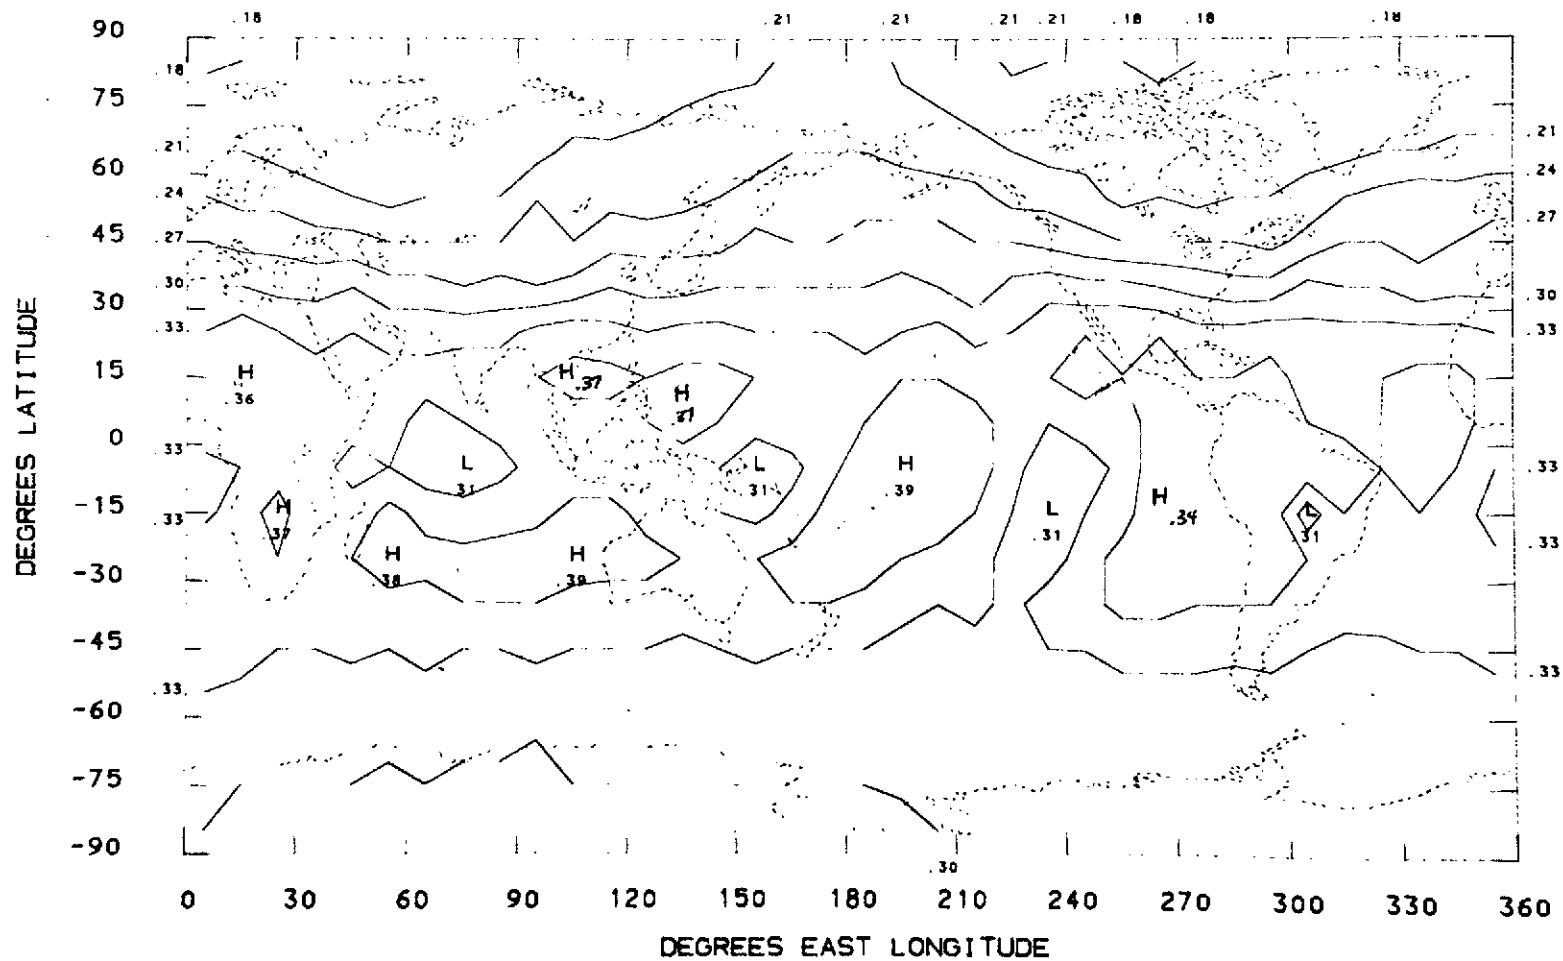 .18 .21 .21 .21 .21 .18 .18 .18
90
.18
75
.21 .21
60 .24
.24
.27
45 .27
.30 .30
30
.33 .33
15 H H .37
.36 H
.37
0 .33
L L H .33
.31 .31 .39
-15 H H .34
.33 L L
.37 .31 .31 .33
H H
-30 .38 .39
-45
.33
.33
-60
-75
-90
.30
0 30 60 90 120 150 180 210 240 270 300 330 360
DEGREES LATITUDE
DEGREES EAST LONGITUDE